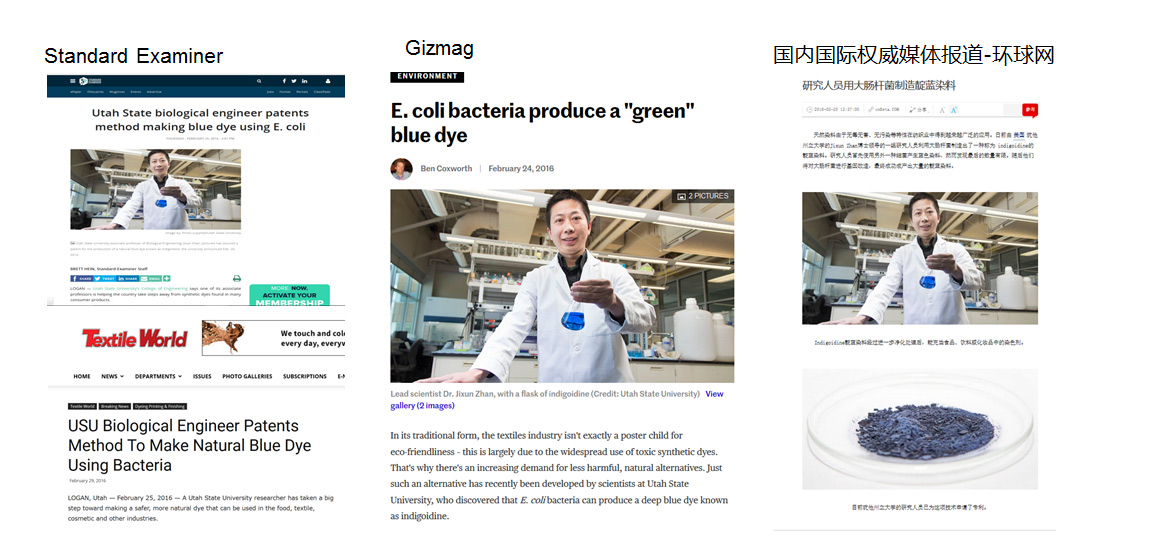 Standard Examiner
Utah State biological engineer patents
method making blue dye using E. coli
BRETT HEIN, Standard Examiner Staff
SHARE
TWEET
SHARE
EMAIL
LOGAN — Utah State University's College of Engineering says one of its associate
professors is helping the country take steps away from synthetic dyes found in many
consumer products.
MORE NOW.
ACTIVATE YOUR
MEMBERSHIP
Textile World
We touch and colo
every day, everyw
HOME
NEWS
DEPARTMENTS
ISSUES
PHOTO GALLERIES
SUBSCRIPTIONS
E-N
Textile World
Breaking News
Dyeing Printing & Finishing
USU Biological Engineer Patents
Method To Make Natural Blue Dye
Using Bacteria
February 29, 2016
LOGAN, Utah — February 25, 2016 — A Utah State University researcher has taken a big
step toward making a safer, more natural dye that can be used in the food, textile,
cosmetic and other industries.
Gizmag
ENVIRONMENT
E. coli bacteria produce a "green"
blue dye
Ben Coxworth | February 24, 2016
2 PICTURES
Lead scientist Dr. Jixun Zhan, with a flask of indigoidine (Credit: Utah State University) View
gallery (2 images)
In its traditional form, the textiles industry isn't exactly a poster child for
eco-friendliness - this is largely due to the widespread use of toxic synthetic dyes.
That's why there's an increasing demand for less harmful, natural alternatives. Just
such an alternative has recently been developed by scientists at Utah State
University, who discovered that E. coli bacteria can produce a deep blue dye known
as indigoidine.
国内国际权威媒体报道-环球网
研究人员用大肠杆菌制造靛蓝染料
cnBeta.COM
分享
参与
天然染料由于无毒无害、无污染等特性在纺织业中得到越来越广泛的应用。日前自 美国 犹他
州立大学的Jixun Zhan博士领导的一组研究人员利用大肠杆菌制造出了一种称为 indigoidine的
靛蓝染料。研究人员首先使用另外一种细菌产生蓝色染料，然而发现最后的数量有限。随后他们
将对大肠杆菌进行基因改造，最终成功成产出大量的靛蓝染料。
Indigoidine靛蓝染料经过进一步净化处理后，能充当食品、饮料或化妆品中的染色剂。
目前犹他州立大学的研究人员已为这项技术申请了专利。